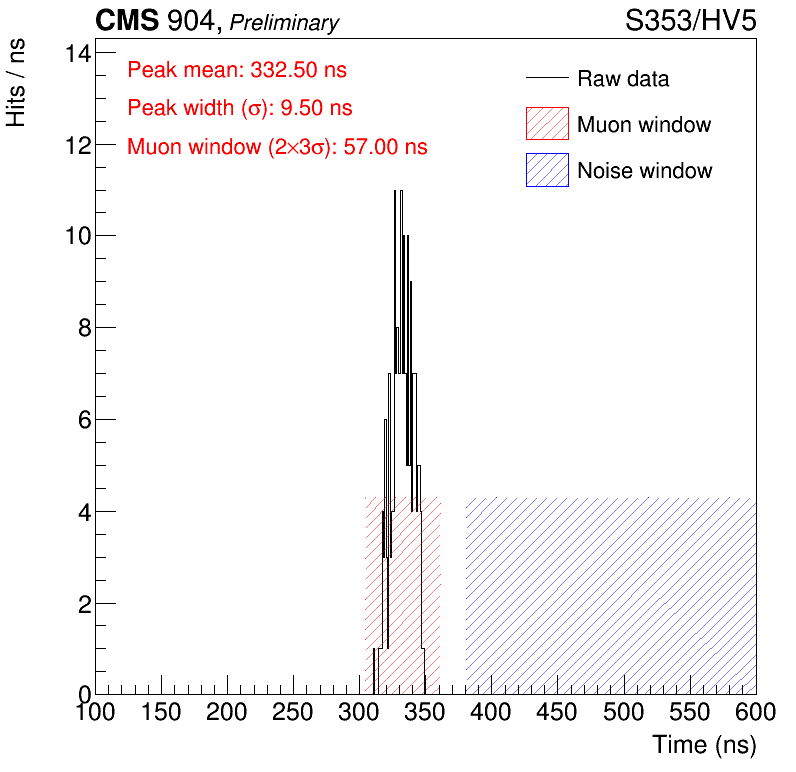 CMS 904, Preliminary
S353/HV5
Hits / ns
Peak mean: 332.50 ns
Peak width (σ): 9.50 ns
Muon window (2×3σ): 57.00 ns
Raw data
Muon window
Noise window
14
12
10
8
6
4
2
0
100 150 200 250 300 350 400 450 500 550 600
Time (ns)